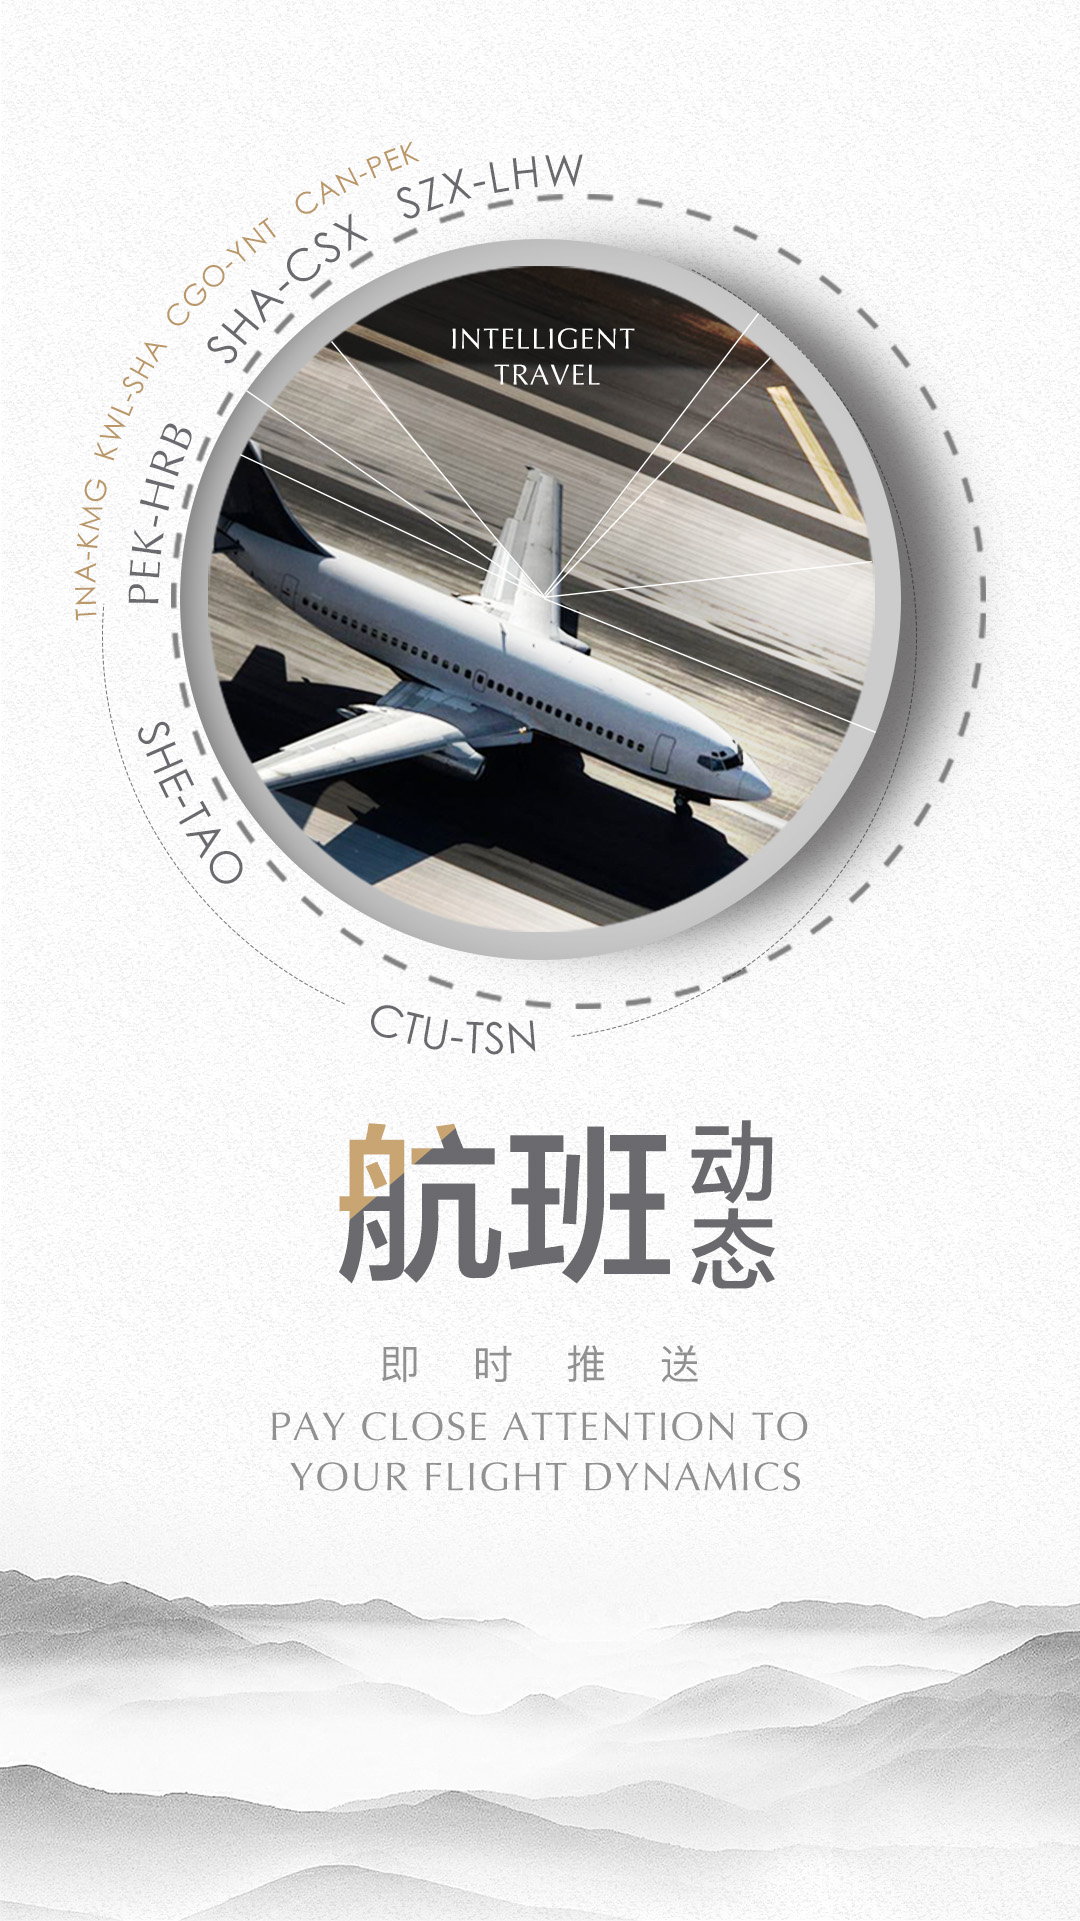 CAN-PEK
SZX-LHW
CGO-YNT
SHA-CSX
KWL-SHA
PEK-HRB
TNA-KMG
SHE-TAO
CTU-TSN
INTELLIGENT
TRAVEL
航班动态
即时推送
PAY CLOSE ATTENTION TO
YOUR FLIGHT DYNAMICS